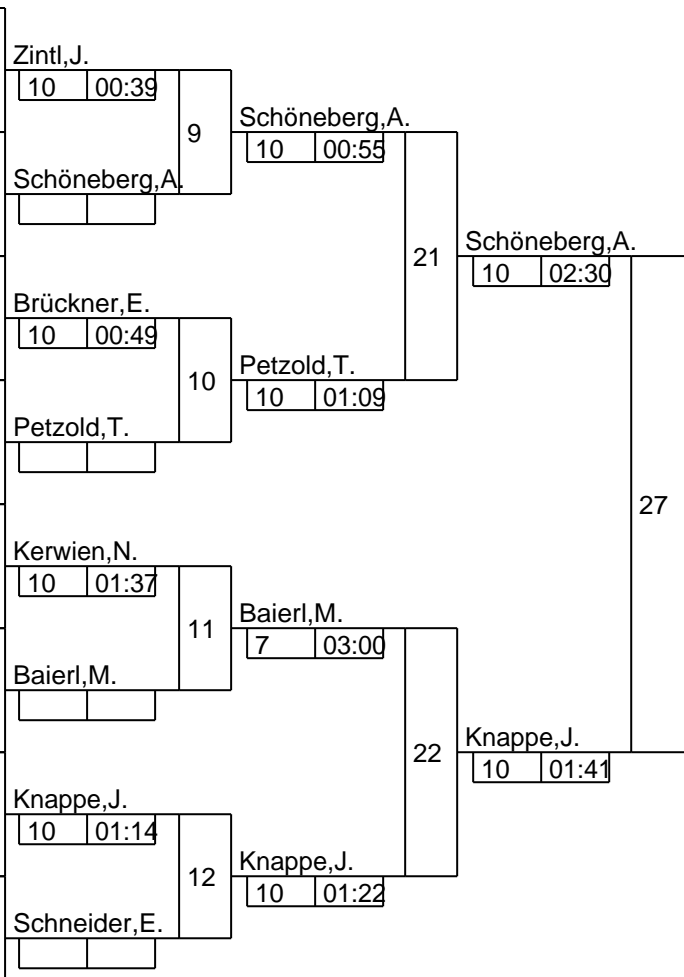 Zintl,J.
10 00:39
9
Schöneberg,A.
10 00:55
Schöneberg,A.
21
Schöneberg,A.
10 02:30
Brückner,E.
10 00:49
10
Petzold,T.
10 01:09
Petzold,T.
27
Kerwien,N.
10 01:37
11
Baierl,M.
7 03:00
Baierl,M.
22
Knappe,J.
10 01:41
Knappe,J.
10 01:14
12
Knappe,J.
10 01:22
Schneider,E.